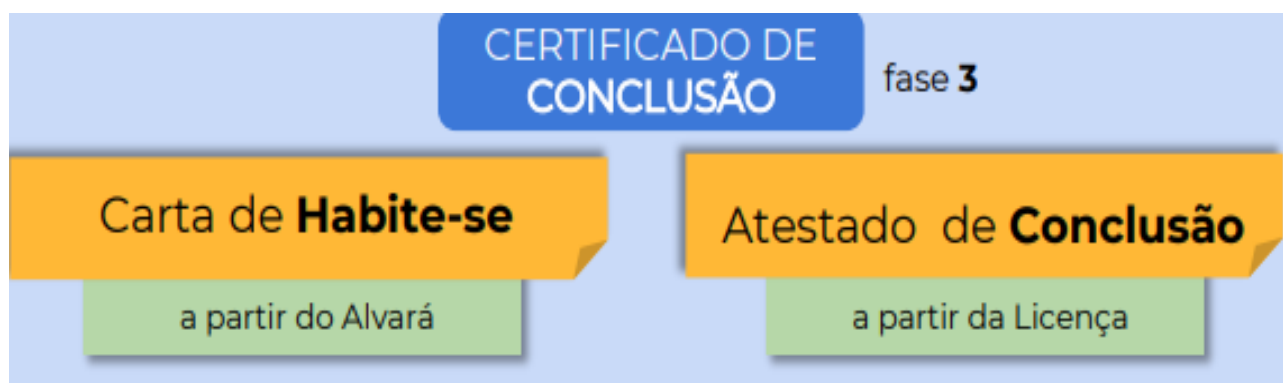 CERTIFICADO DE
CONCLUSÃO
fase 3
Carta de Habite-se
Atestado de Conclusão
a partir do Alvará
a partir da Licença